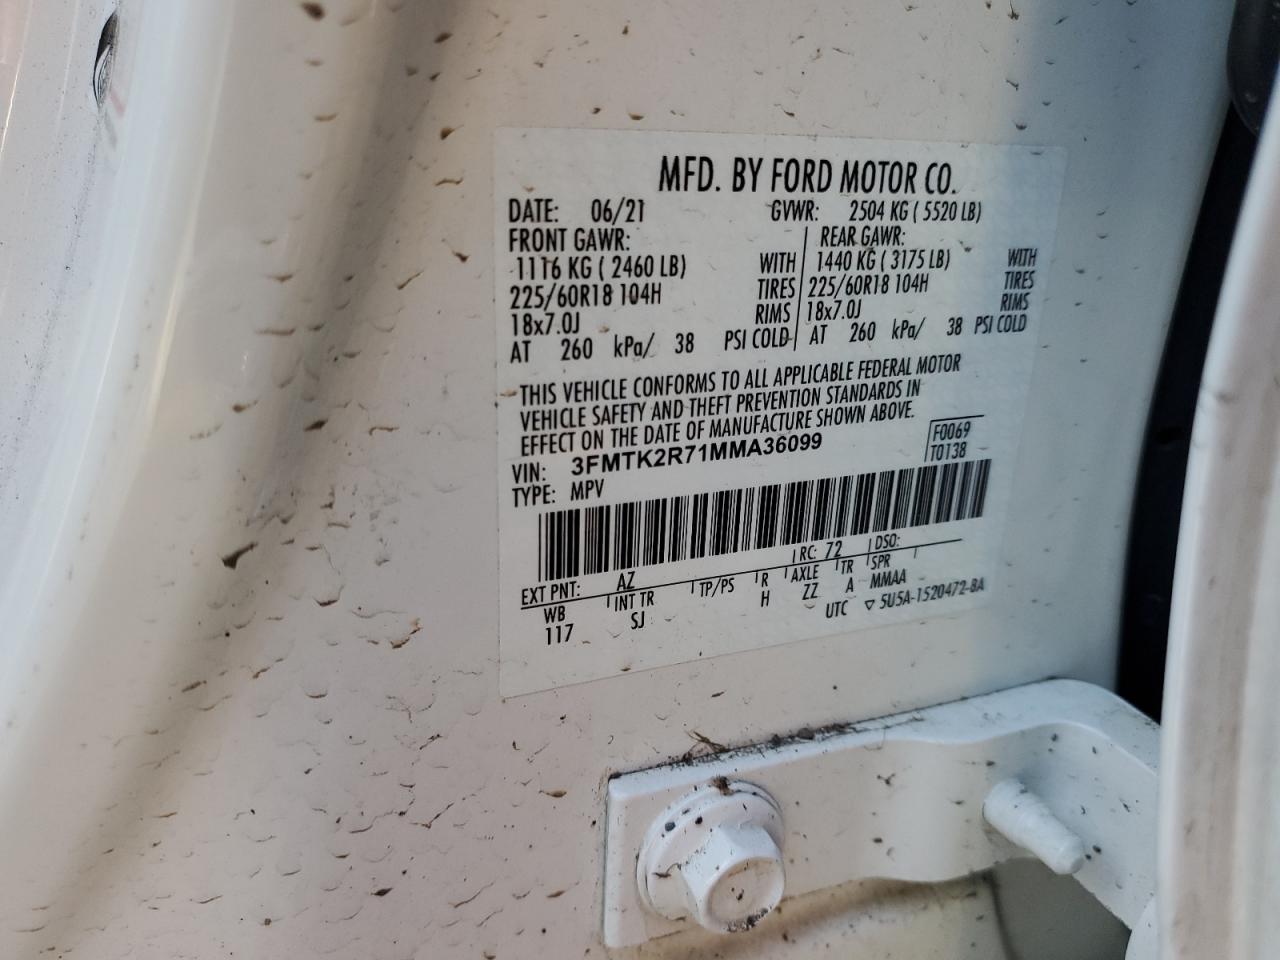 MFD. BY FORD MOTOR CO.
DATE: 06/21 GVWR: 2504 KG ( 5520 LB)
FRONT GAWR: REAR GAWR:
1116 KG ( 2460 LB) WITH 1440 KG ( 3175 LB) WITH
225/60R18 104H TIRES 225/60R18 104H TIRES
18x7.0J RIMS 18x7.0J RIMS
AT 260 kPa/ 38 PSI COLD AT 260 kPa/ 38 PSI COLD
THIS VEHICLE CONFORMS TO ALL APPLICABLE FEDERAL MOTOR
VEHICLE SAFETY AND THEFT PREVENTION STANDARDS IN
EFFECT ON THE DATE OF MANUFACTURE SHOWN ABOVE.
VIN: 3FMTK2R71MMA36099 F0069
TYPE: MPV T0138
EXT PNT: AZ RC: 72 DSO:
WB INT TR TP/PS R AXLE TR SPR
117 SJ H ZZ A MMAA
UTC ▽ 5U5A-1520472-BA